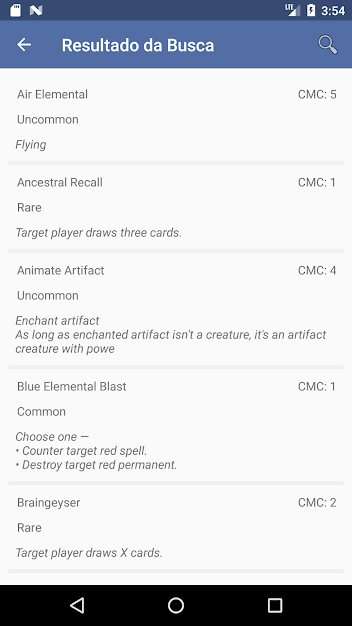 LTE 3:54
Resultado da Busca
Air Elemental CMC: 5
Uncommon
Flying
Ancestral Recall CMC: 1
Rare
Target player draws three cards.
Animate Artifact CMC: 4
Uncommon
Enchant artifact
As long as enchanted artifact isn't a creature, it's an artifact
creature with powe
Blue Elemental Blast CMC: 1
Common
Choose one —
• Counter target red spell.
• Destroy target red permanent.
Braingeyser CMC: 2
Rare
Target player draws X cards.